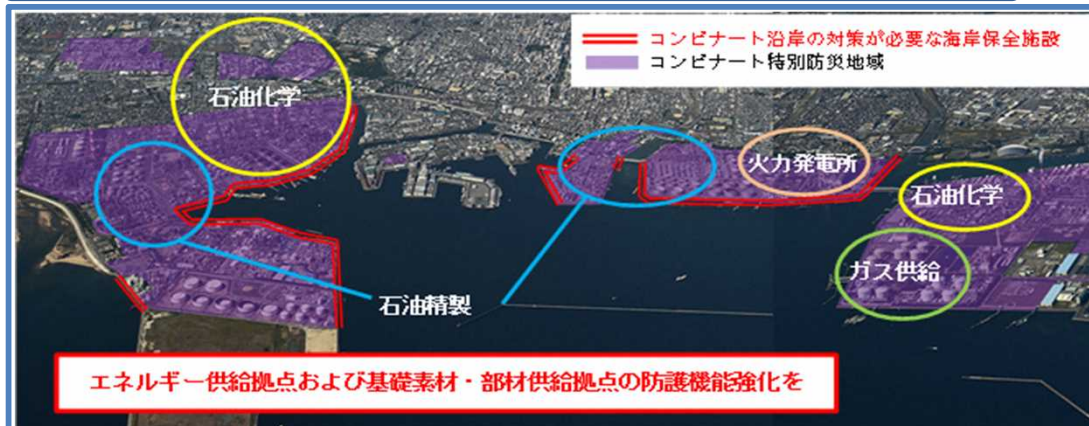 コンビナート沿岸の対策が必要な海岸保全施設
コンビナート特別防災地域
石油化学
火力発電所
石油化学
ガス供給
石油精製
エネルギー供給拠点および基礎素材・部材供給拠点の防護機能強化を